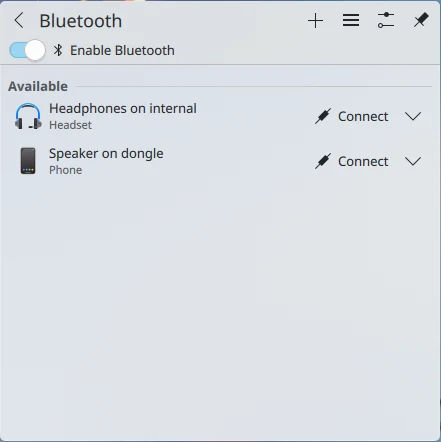 Bluetooth
Enable Bluetooth
Available
Headphones on internal
Headset
Connect
Speaker on dongle
Phone
Connect